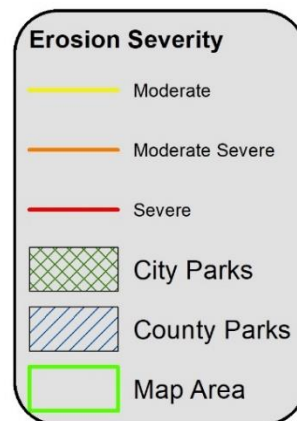 Erosion Severity
Moderate
Moderate Severe
Severe
City Parks
County Parks
Map Area